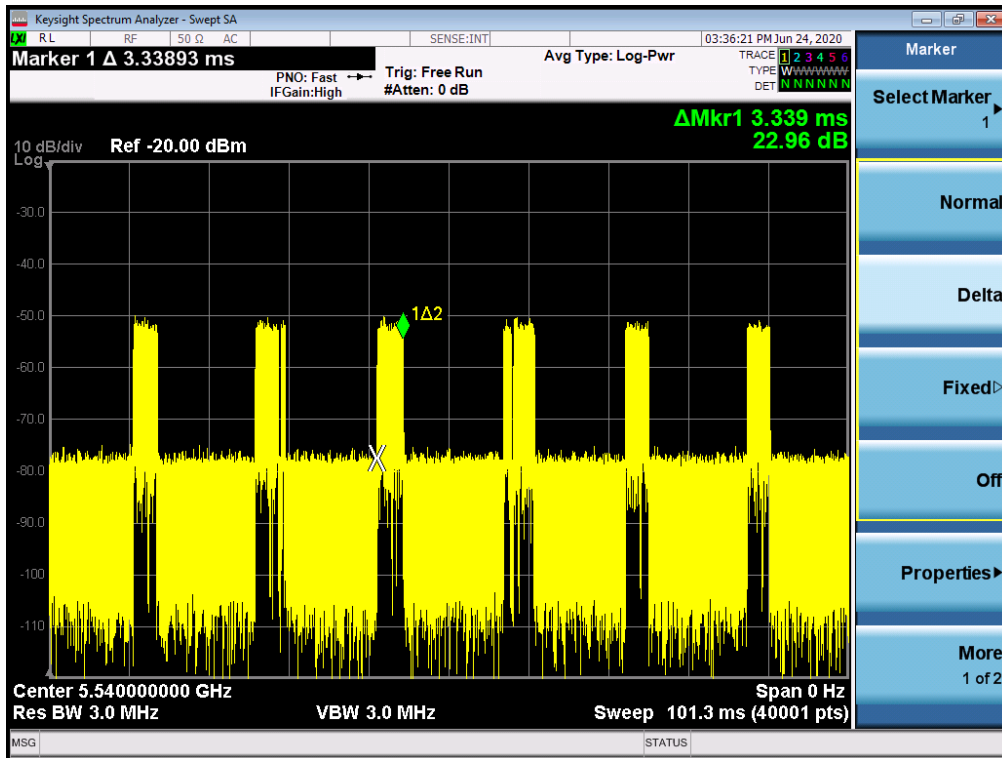 Keysight Spectrum Analyzer - Swept SA
LXI RL RF 50 Ω AC SENSE:INT 03:36:21 PM Jun 24, 2020
Marker 1 Δ 3.33893 ms
PNO: Fast
IFGain:High
Trig: Free Run
#Atten: 0 dB
Avg Type: Log-Pwr
TRACE 1 2 3 4 5 6
TYPE WWWWWW
DET N N N N N N
ΔMkr1 3.339 ms
22.96 dB
10 dB/div Ref -20.00 dBm
Log
-30.0
-40.0
-50.0
1Δ2
-60.0
-70.0
X
-80.0
-90.0
-100
-110
Center 5.540000000 GHz Span 0 Hz
Res BW 3.0 MHz VBW 3.0 MHz Sweep 101.3 ms (40001 pts)
MSG STATUS
Marker
Select Marker
1
Normal
Delta
Fixed
Off
Properties
More
1 of 2